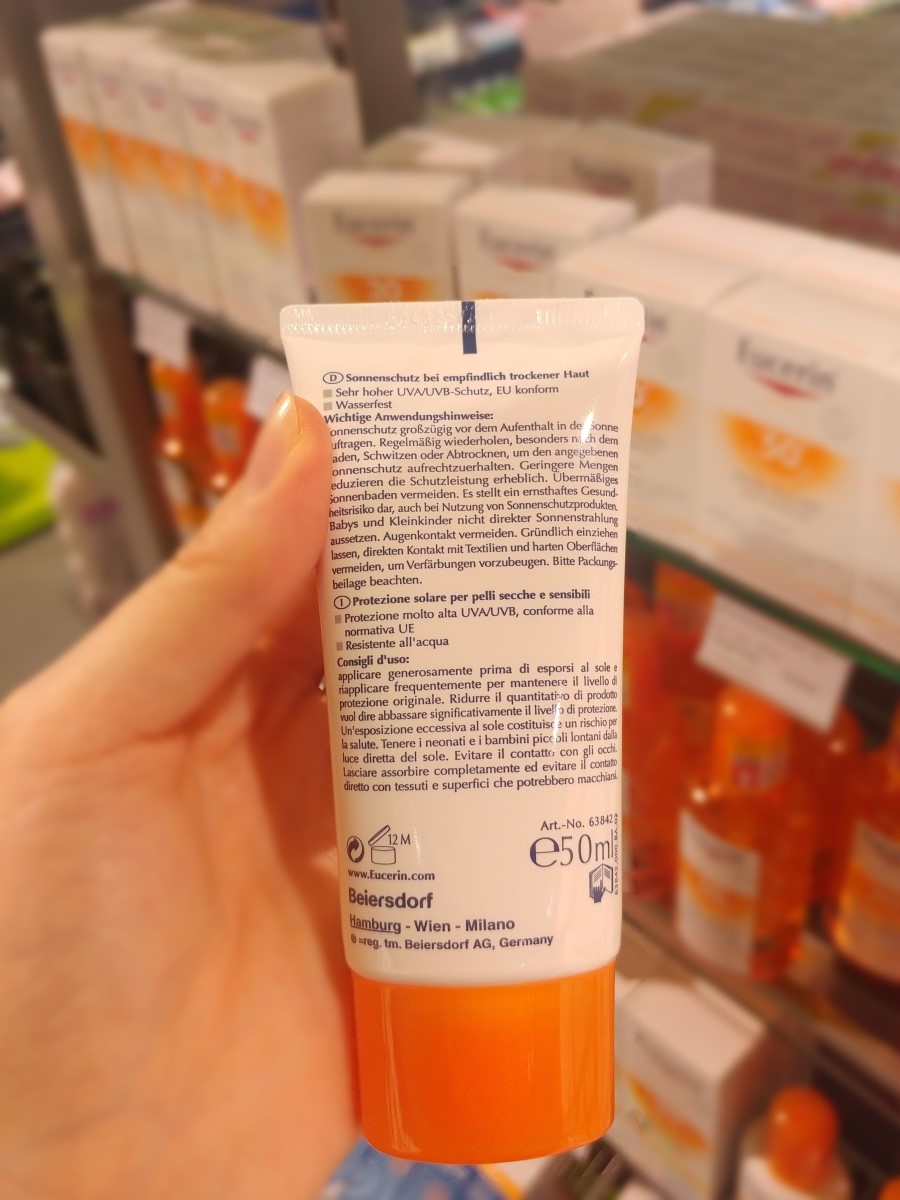 Eucerin
Eucerin
Eucerin
30
50
D Sonnenschutz bei empfindlich trockener Haut
Sehr hoher UVA/UVB-Schutz, EU konform
Wasserfest
Wichtige Anwendungshinweise:
onnenschutz großzügig vor dem Aufenthalt in der Sonne
uftragen. Regelmäßig wiederholen, besonders nach dem
aden, Schwitzen oder Abtrocknen, um den angegebenen
onnenschutz aufrechtzuerhalten. Geringere Mengen
eduzieren die Schutzleistung erheblich. Übermäßiges
Sonnenbaden vermeiden. Es stellt ein ernsthaftes Gesund-
heitsrisiko dar, auch bei Nutzung von Sonnenschutzprodukten.
Babys und Kleinkinder nicht direkter Sonnenstrahlung
aussetzen. Augenkontakt vermeiden. Gründlich einziehen
lassen, direkten Kontakt mit Textilien und harten Oberflächen
vermeiden, um Verfärbungen vorzubeugen. Bitte Packungs-
beilage beachten.
I Protezione solare per pelli secche e sensibili
Protezione molto alta UVA/UVB, conforme alla
normativa UE
Resistente all'acqua
Consigli d'uso:
applicare generosamente prima di esporsi al sole e
riapplicare frequentemente per mantenere il livello di
protezione originale. Ridurre il quantitativo di prodotto
vuol dire abbassare significativamente il livello di protezione.
Un'esposizione eccessiva al sole costituisce un rischio per
la salute. Tenere i neonati e i bambini piccoli lontani dalla
luce diretta del sole. Evitare il contatto con gli occhi.
Lasciare assorbire completamente ed evitare il contatto
diretto con tessuti e superfici che potrebbero macchiarsi.
Art.-No. 63842
12 M
e50ml
www.Eucerin.com
Beiersdorf
Hamburg - Wien - Milano
®=reg. tm. Beiersdorf AG, Germany